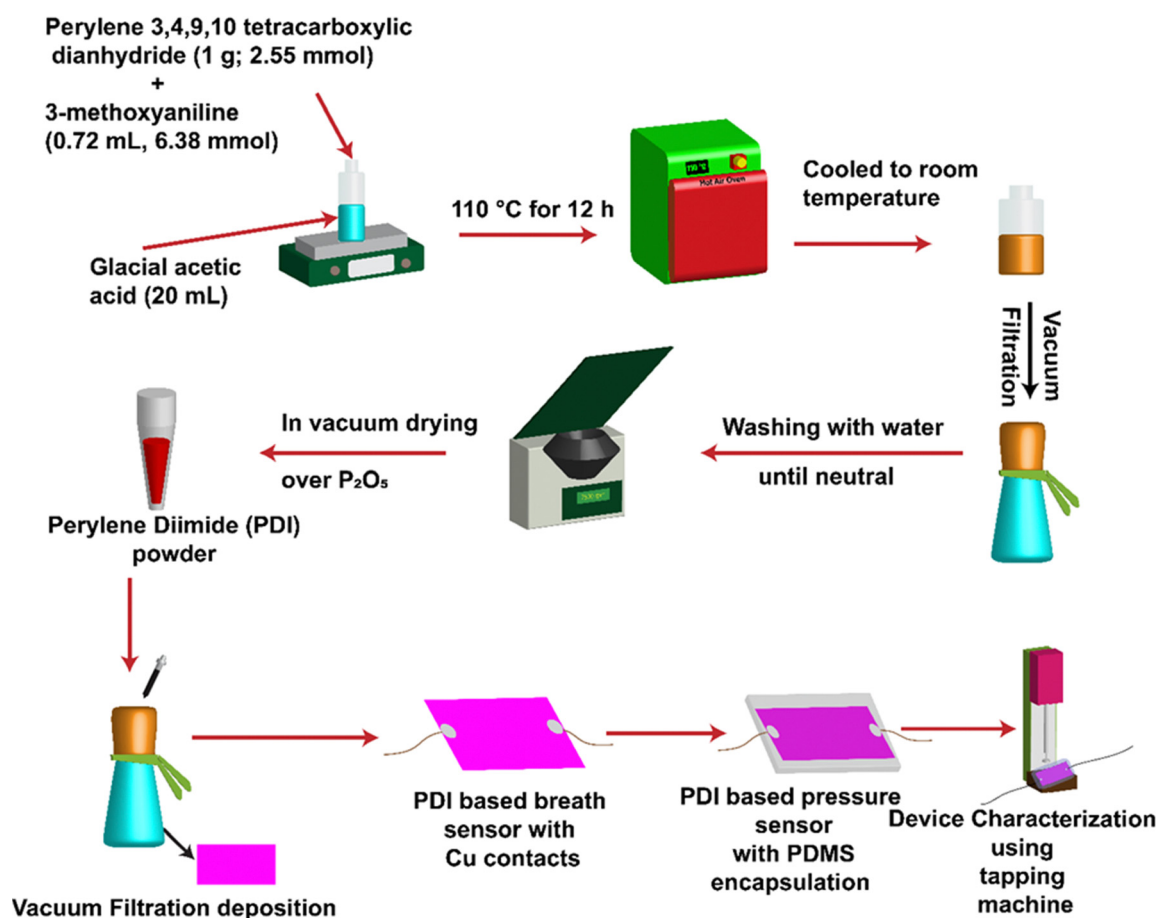 Perylene 3,4,9,10 tetracarboxylic
dianhydride (1 g; 2.55 mmol)
+
3-methoxyaniline
(0.72 mL, 6.38 mmol)
Glacial acetic
acid (20 mL)
110 °C for 12 h
110 °C
Hot Air Oven
Cooled to room
temperature
Vacuum
Filtration
Washing with water
until neutral
In vacuum drying
over P₂O₅
Perylene Diimide (PDI)
powder
Vacuum Filtration deposition
PDI based breath
sensor with
Cu contacts
PDI based pressure
sensor
with PDMS
encapsulation
Device Characterization
using
tapping
machine